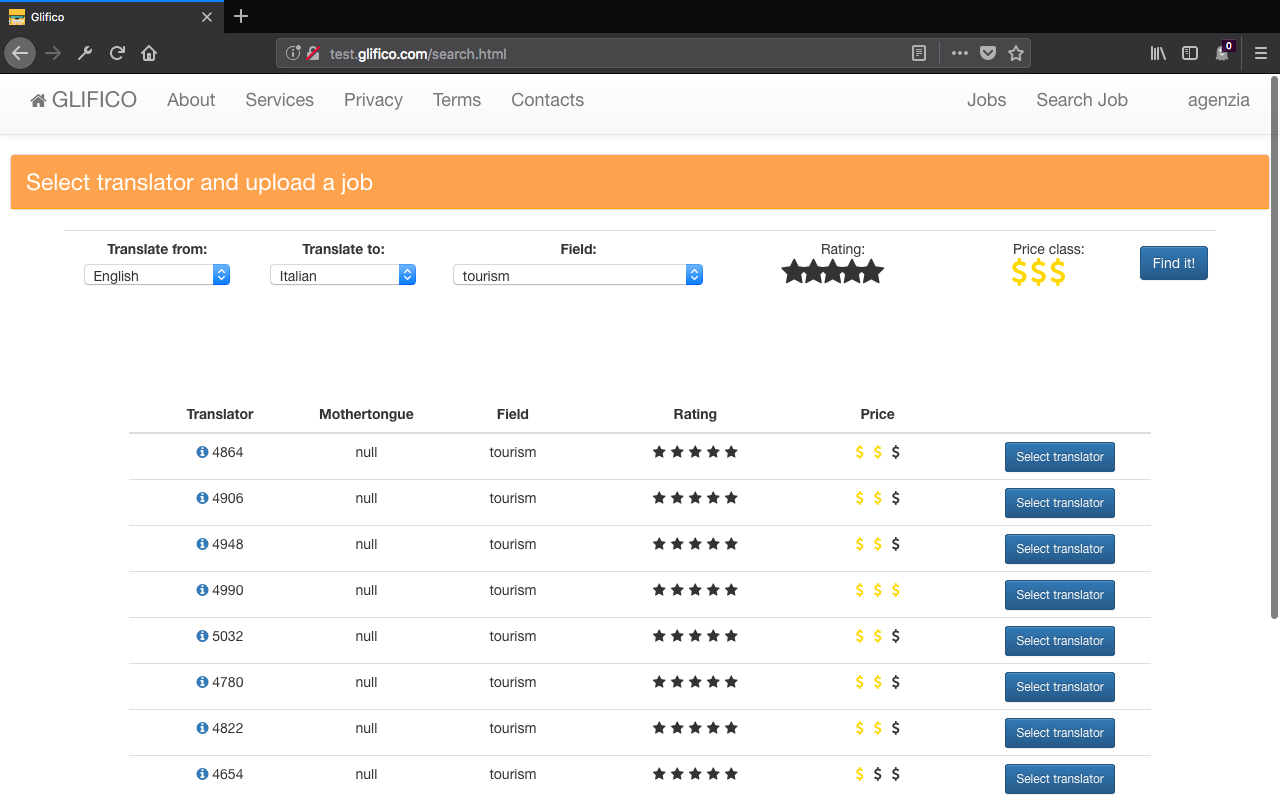 Glifico
test.glifico.com/search.html
0
GLIFICO About Services Privacy Terms Contacts Jobs Search Job agenzia
Select translator and upload a job
Translate from: Translate to: Field: Rating: Price class:
English Italian tourism $$$ Find it!
Translator Mothertongue Field Rating Price
4864 null tourism $ $ $ Select translator
4906 null tourism $ $ $ Select translator
4948 null tourism $ $ $ Select translator
4990 null tourism $ $ $ Select translator
5032 null tourism $ $ $ Select translator
4780 null tourism $ $ $ Select translator
4822 null tourism $ $ $ Select translator
4654 null tourism $ $ $ Select translator